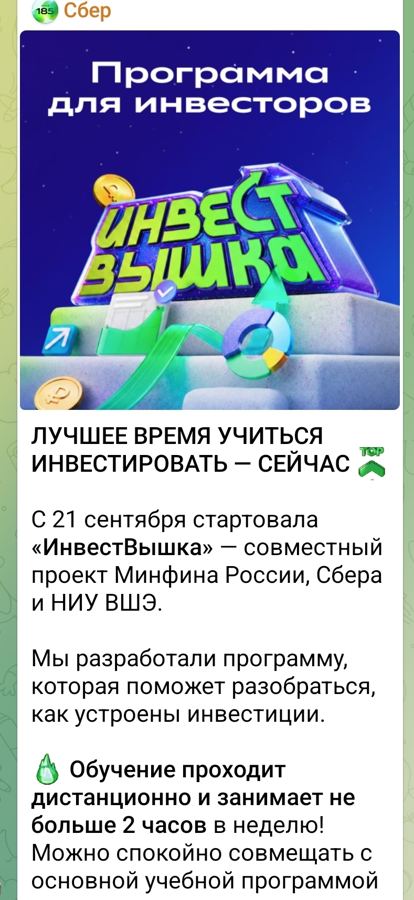 185 Сбер
Программа
для инвесторов
ИНВЕСТ
ВЫШКА
ЛУЧШЕЕ ВРЕМЯ УЧИТЬСЯ
ИНВЕСТИРОВАТЬ — СЕЙЧАС TOP
С 21 сентября стартовала
«ИнвестВышка» — совместный
проект Минфина России, Сбера
и НИУ ВШЭ.
Мы разработали программу,
которая поможет разобраться,
как устроены инвестиции.
Обучение проходит
дистанционно и занимает не
больше 2 часов в неделю!
Можно спокойно совмещать с
основной учебной программой